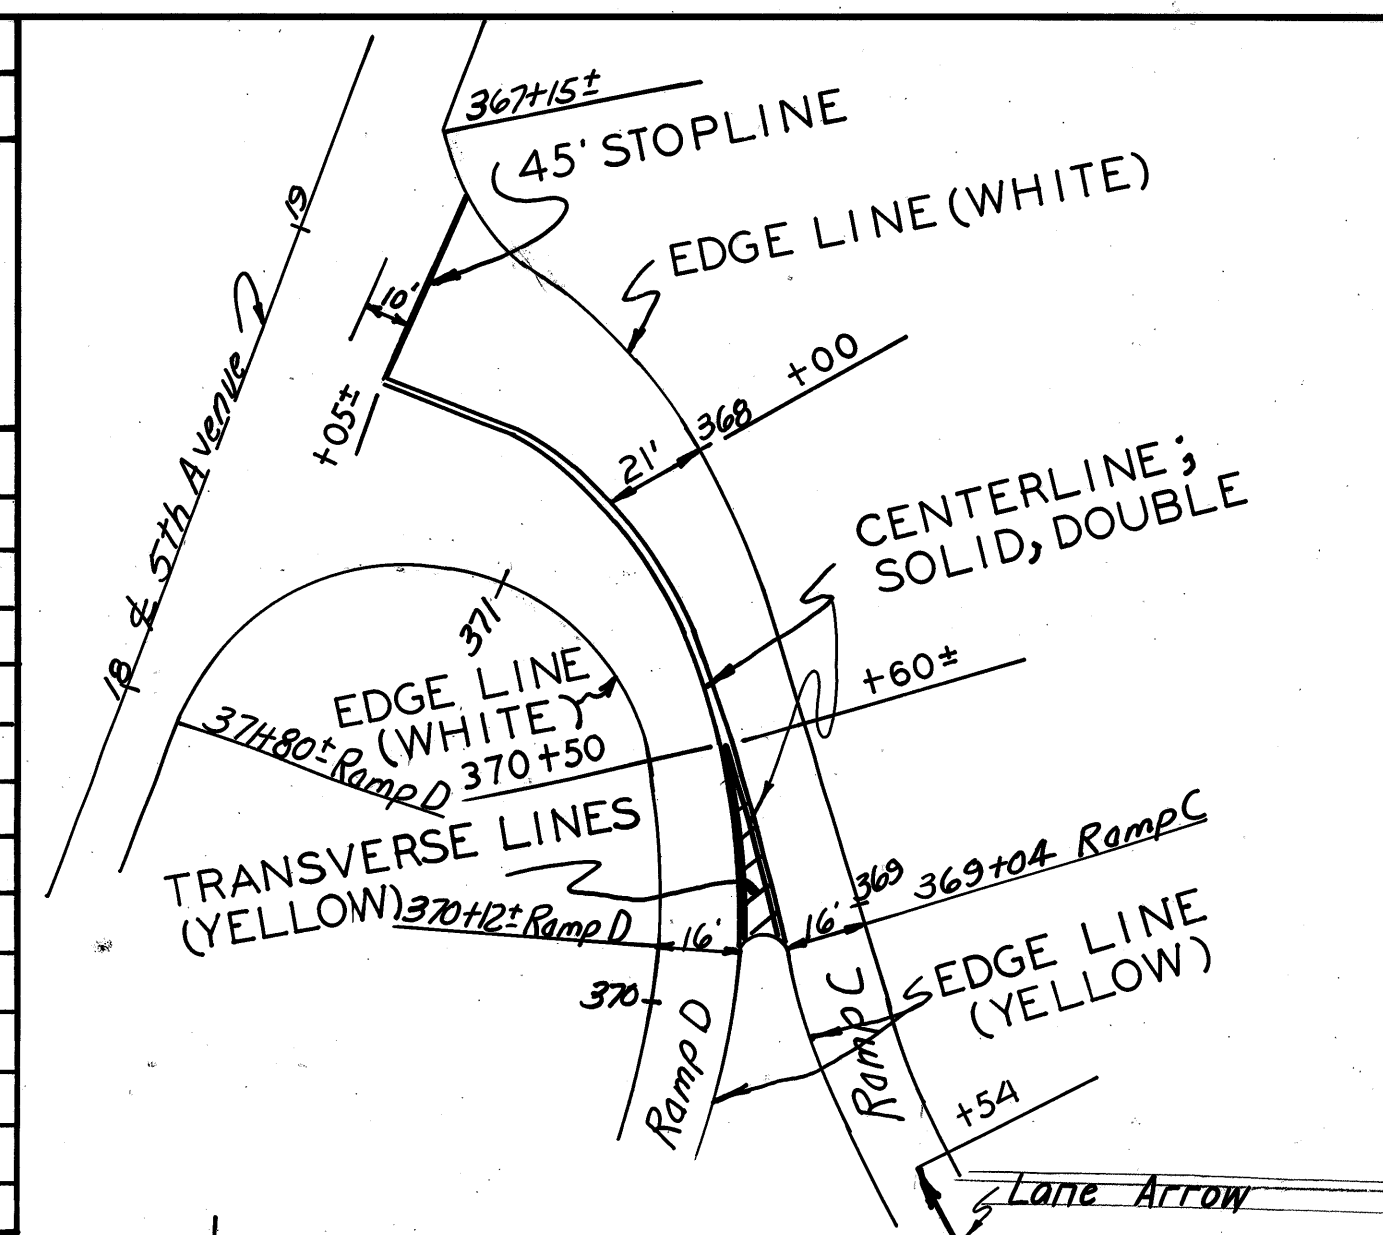 367+15±
45' STOPLINE
EDGE LINE (WHITE)
19
10'
+00
368
+05±
21'
CENTERLINE;
SOLID, DOUBLE
18 ℄ 5th Avenue
371
+60±
EDGE LINE
(WHITE)
371+80± Ramp D
370+50
TRANSVERSE LINES
(YELLOW)
370+12± Ramp D
16'
16'
369
369+04 Ramp C
EDGE LINE
(YELLOW)
370
Ramp D
Ramp C
+54
Lane Arrow